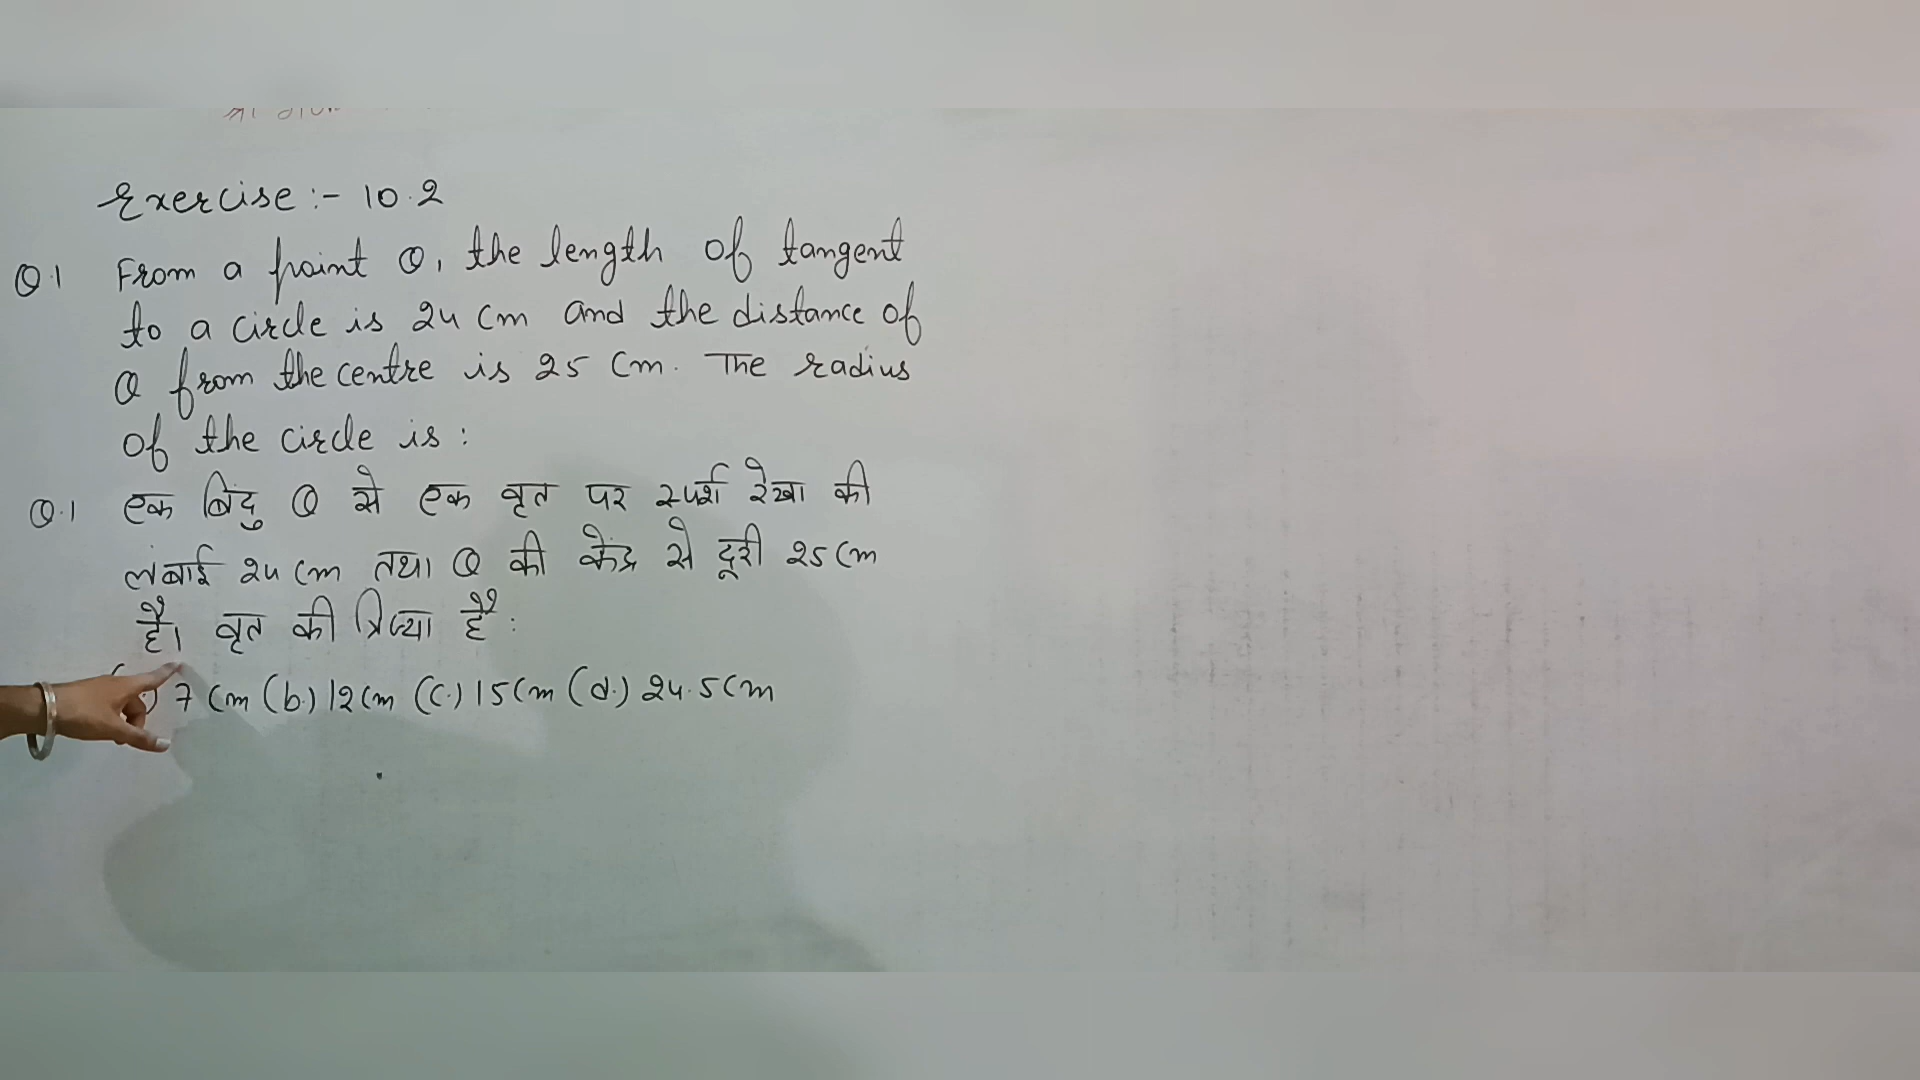 Exercise :- 10.2
Q.1 From a point Q, the length of tangent
to a circle is 24 cm and the distance of
Q from the centre is 25 cm. The radius
of the circle is :
Q.1 एक बिंदु Q से एक वृत पर स्पर्श रेखा की
लंबाई 24 cm तथा Q की केंद्र से दूरी 25 cm
है। वृत की त्रिज्या है :
7 cm (b.) 12 cm (c.) 15 cm (d.) 24.5 cm